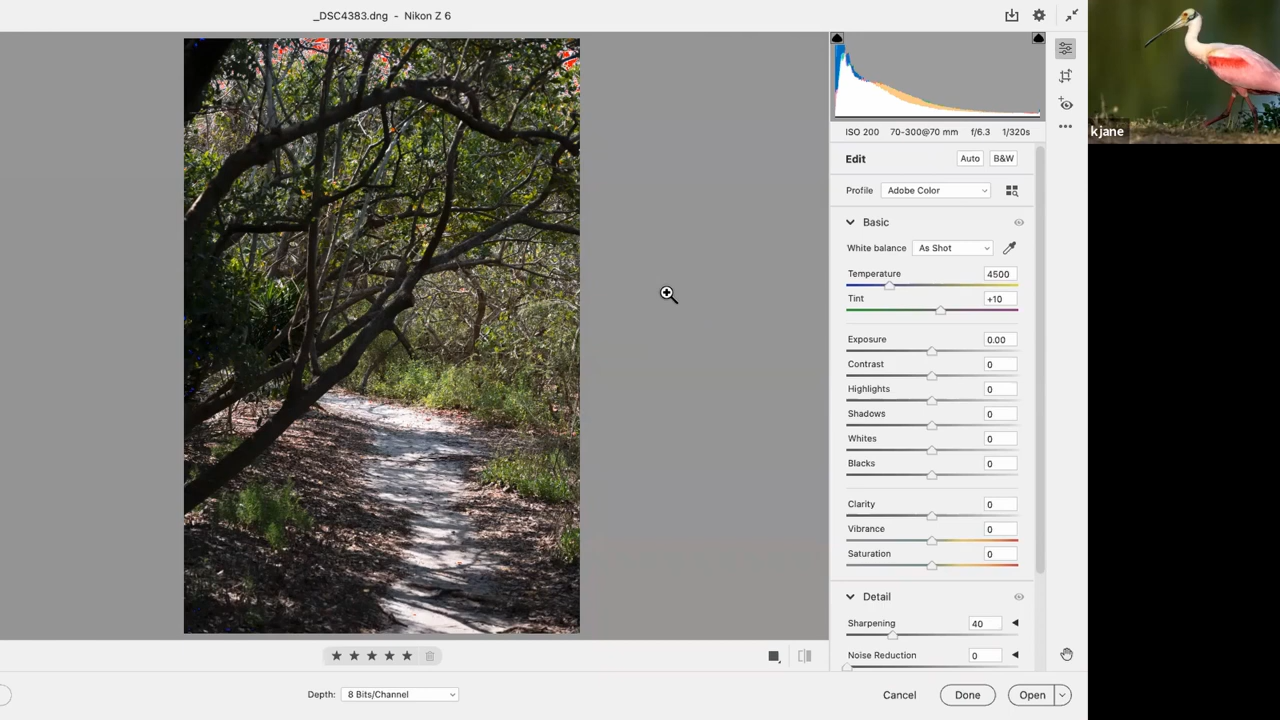 _DSC4383.dng - Nikon Z 6
kjane
ISO 200 70-300@70 mm f/6.3 1/320s
Edit Auto B&W
Profile Adobe Color
Basic
White balance As Shot
Temperature 4500
Tint +10
Exposure 0.00
Contrast 0
Highlights 0
Shadows 0
Whites 0
Blacks 0
Clarity 0
Vibrance 0
Saturation 0
Detail
Sharpening 40
Noise Reduction 0
Depth: 8 Bits/Channel Cancel Done Open